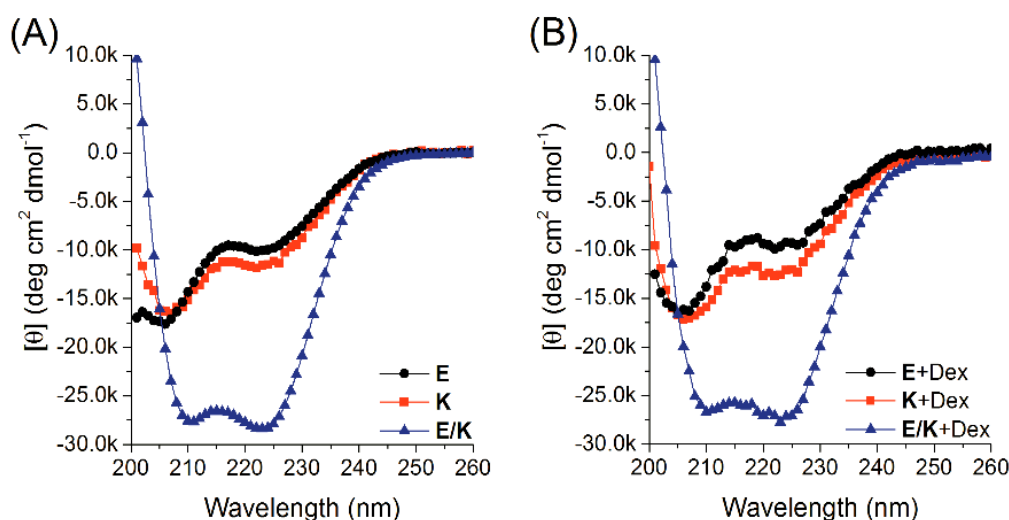 (A)
10.0k
5.0k
0.0
-5.0k
-10.0k
-15.0k
-20.0k
-25.0k
-30.0k
[θ] (deg cm² dmol⁻¹)
200 210 220 230 240 250 260
Wavelength (nm)
E
K
E/K
(B)
10.0k
5.0k
0.0
-5.0k
-10.0k
-15.0k
-20.0k
-25.0k
-30.0k
[θ] (deg cm² dmol⁻¹)
200 210 220 230 240 250 260
Wavelength (nm)
E+Dex
K+Dex
E/K+Dex